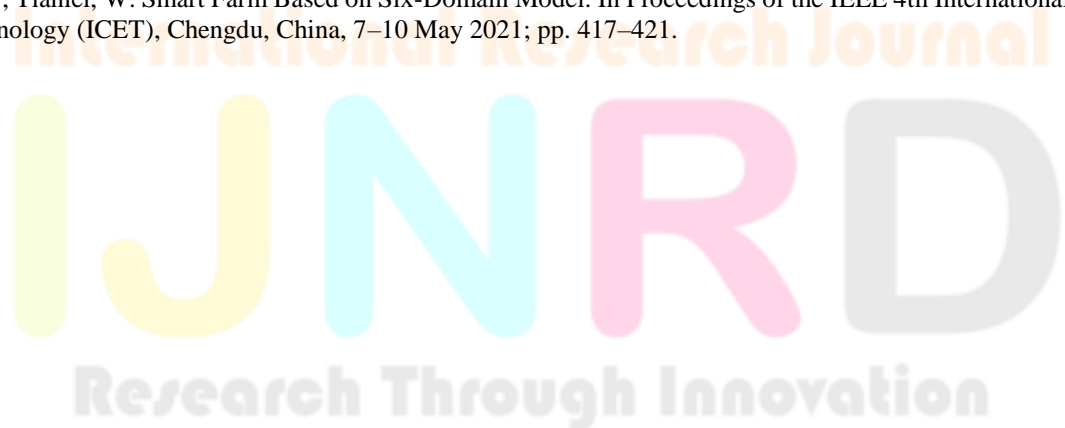 W. Smart Farm Based on Six-Domain Model. In Proceedings of the IEEE 4th International
nology (ICET), Chengdu, China, 7–10 May 2021; pp. 417–421.
International Research Journal
IJNRD
Research Through Innovation